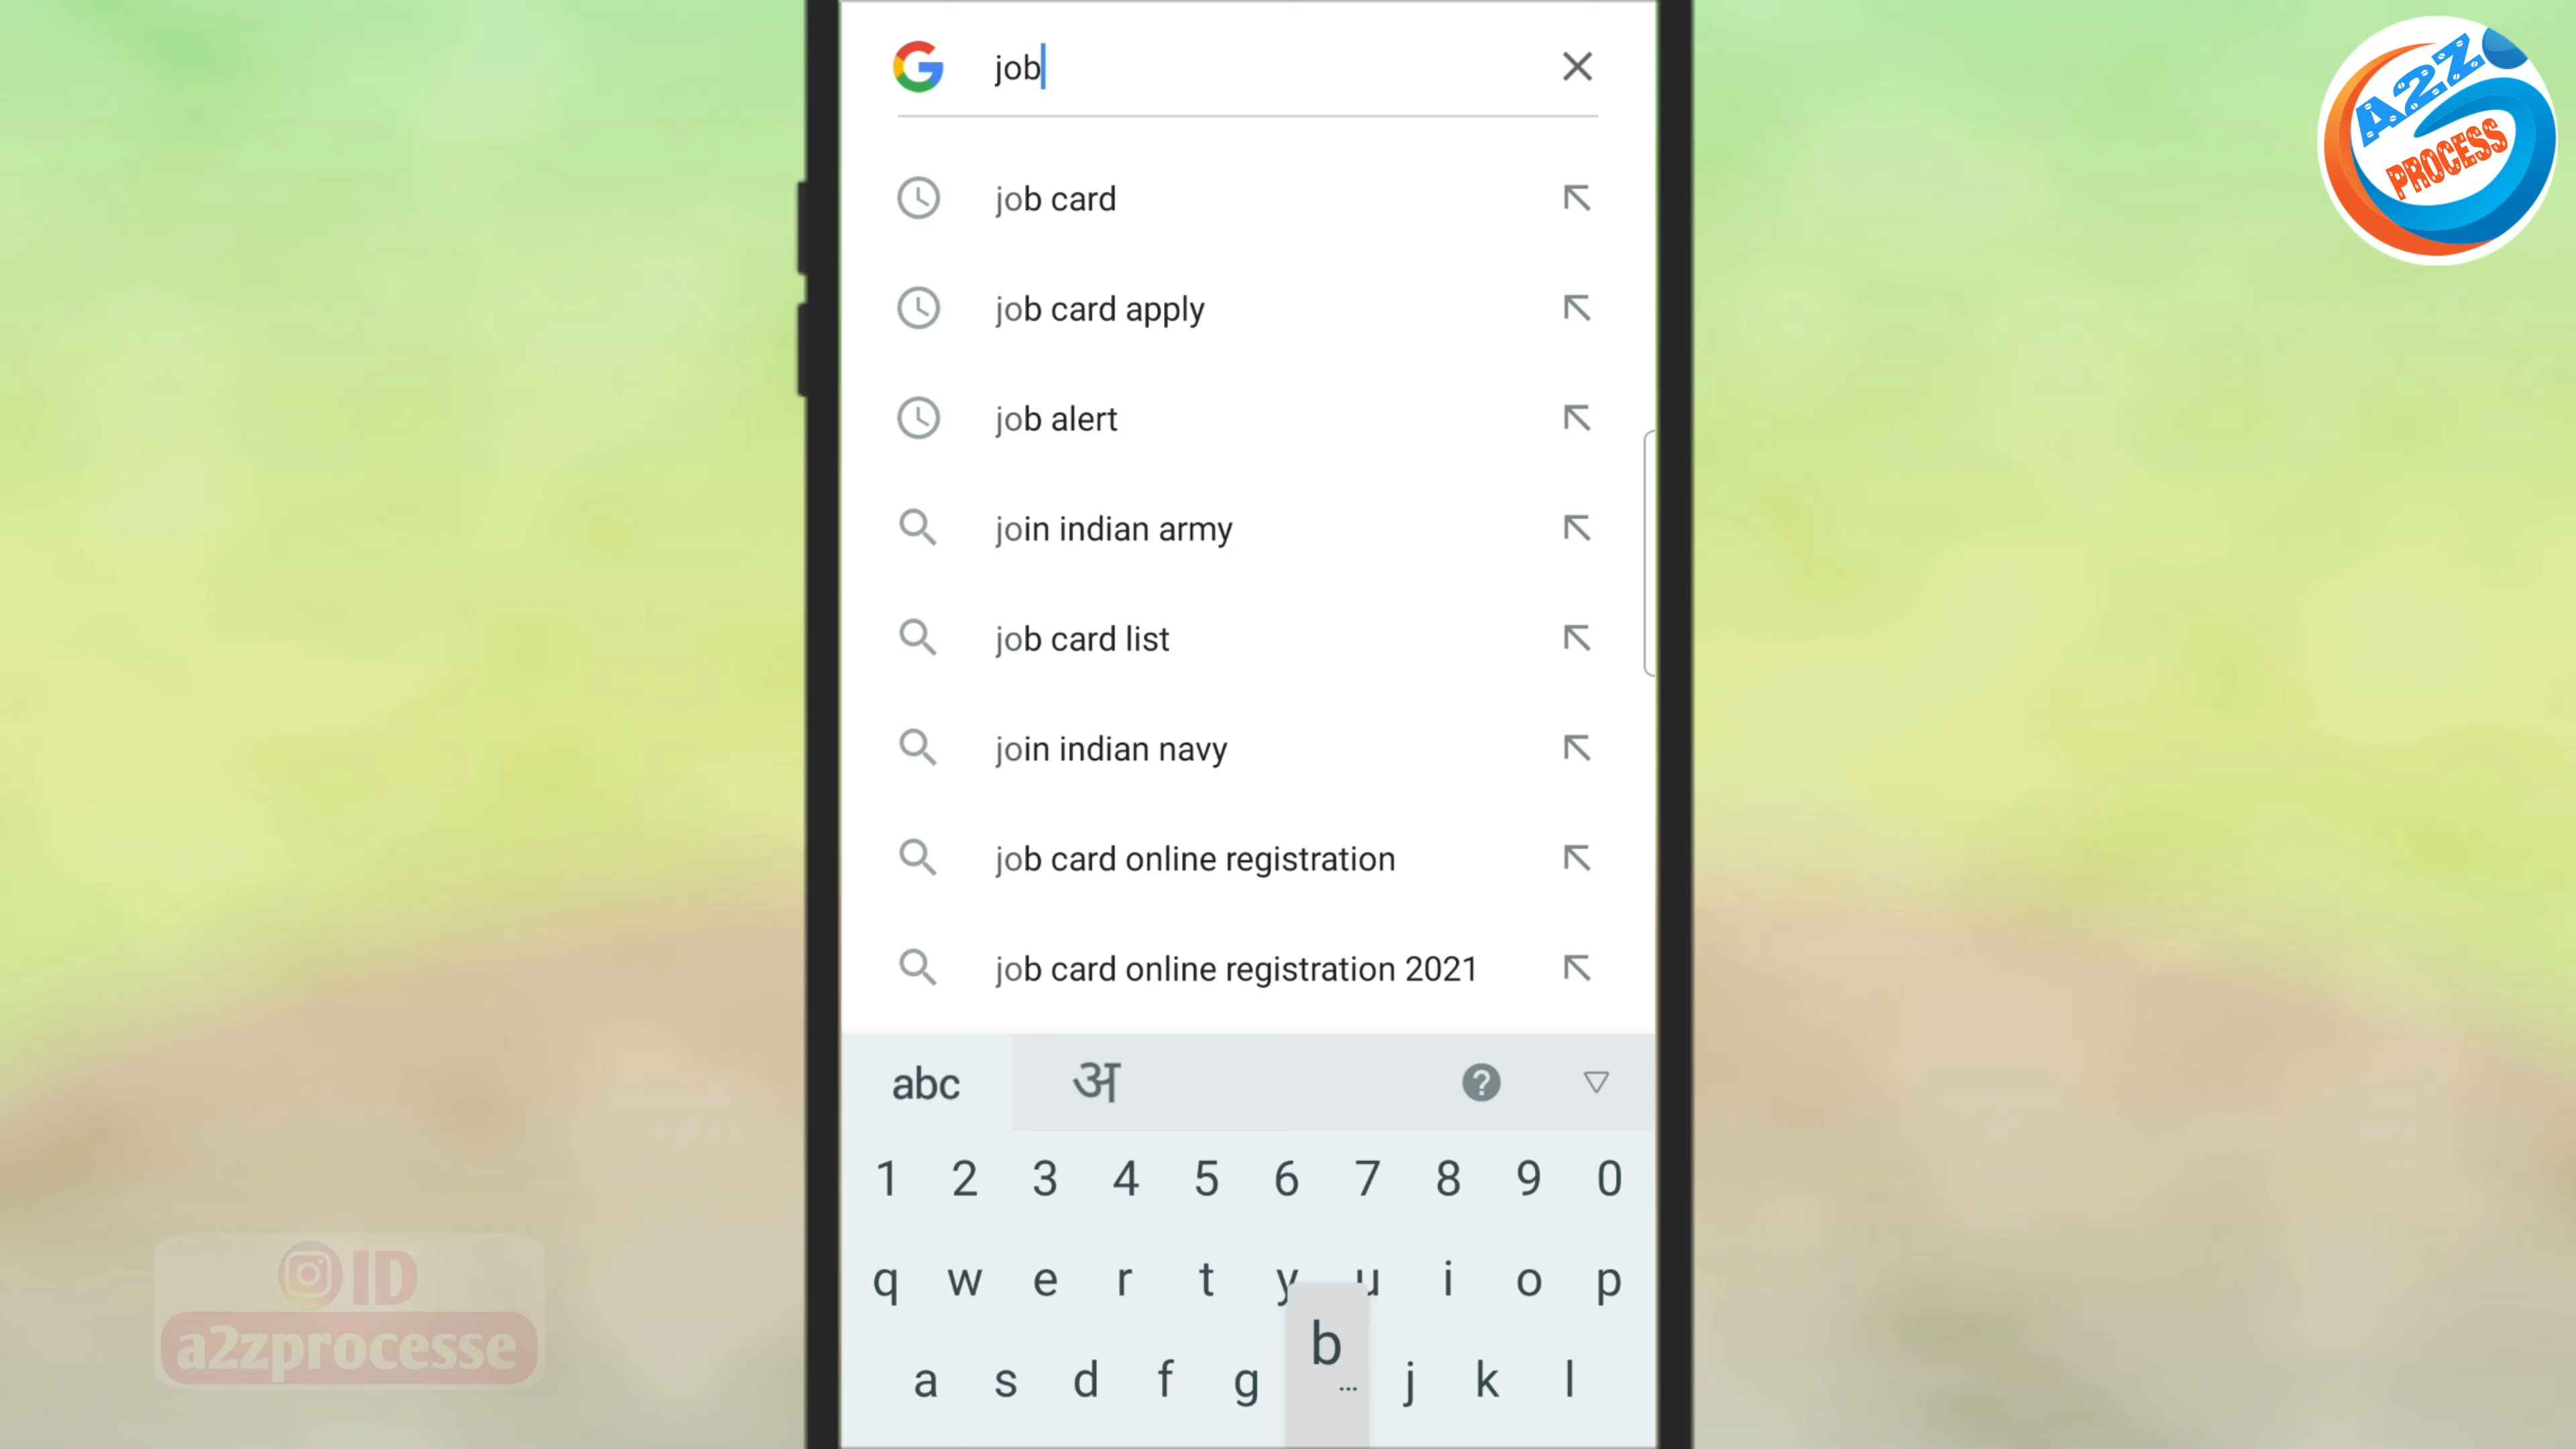 job
job card
job card apply
job alert
join indian army
job card list
join indian navy
job card online registration
job card online registration 2021
abc अ ?
1 2 3 4 5 6 7 8 9 0
q w e r t y u i o p
b
a s d f g ... j k l
A2Z
PROCESS
ID
a2zprocesse